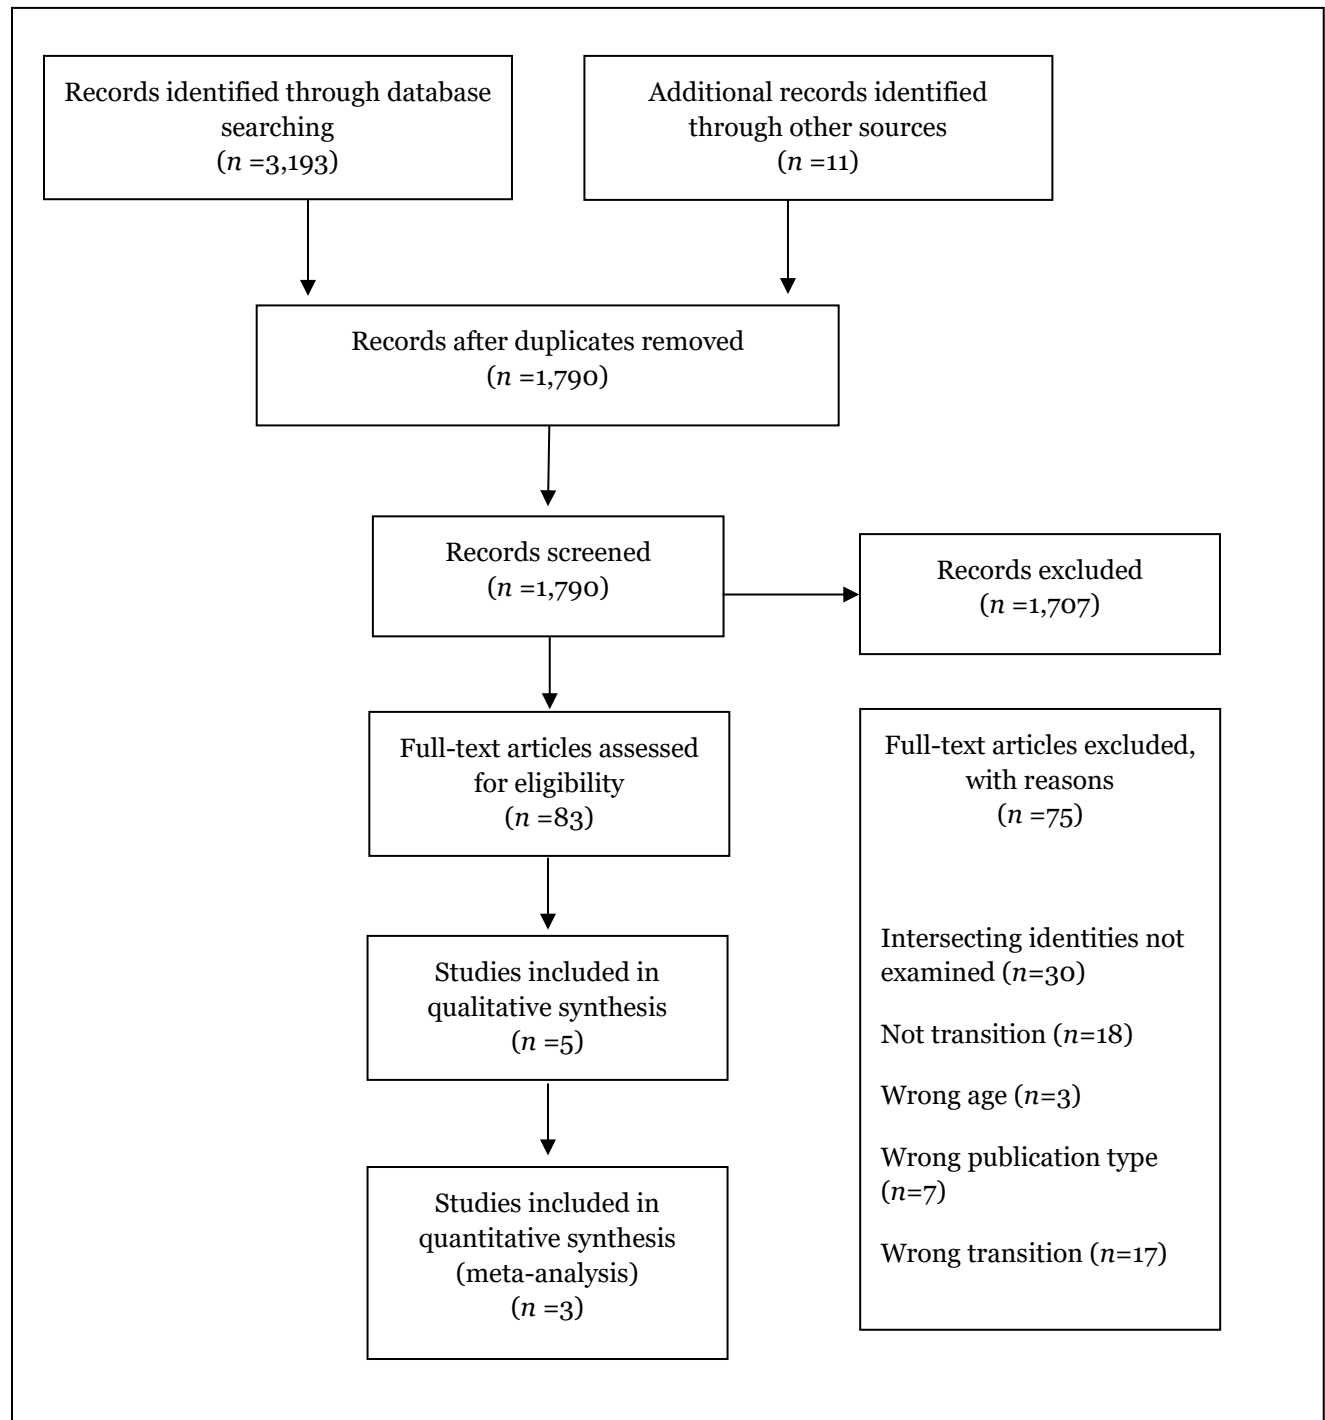 Records identified through database
searching
(n =3,193)
Additional records identified
through other sources
(n =11)
Records after duplicates removed
(n =1,790)
Records screened
(n =1,790)
Records excluded
(n =1,707)
Full-text articles assessed
for eligibility
(n =83)
Full-text articles excluded,
with reasons
(n =75)
Intersecting identities not
examined (n=30)
Not transition (n=18)
Wrong age (n=3)
Wrong publication type
(n=7)
Wrong transition (n=17)
Studies included in
qualitative synthesis
(n =5)
Studies included in
quantitative synthesis
(meta-analysis)
(n =3)